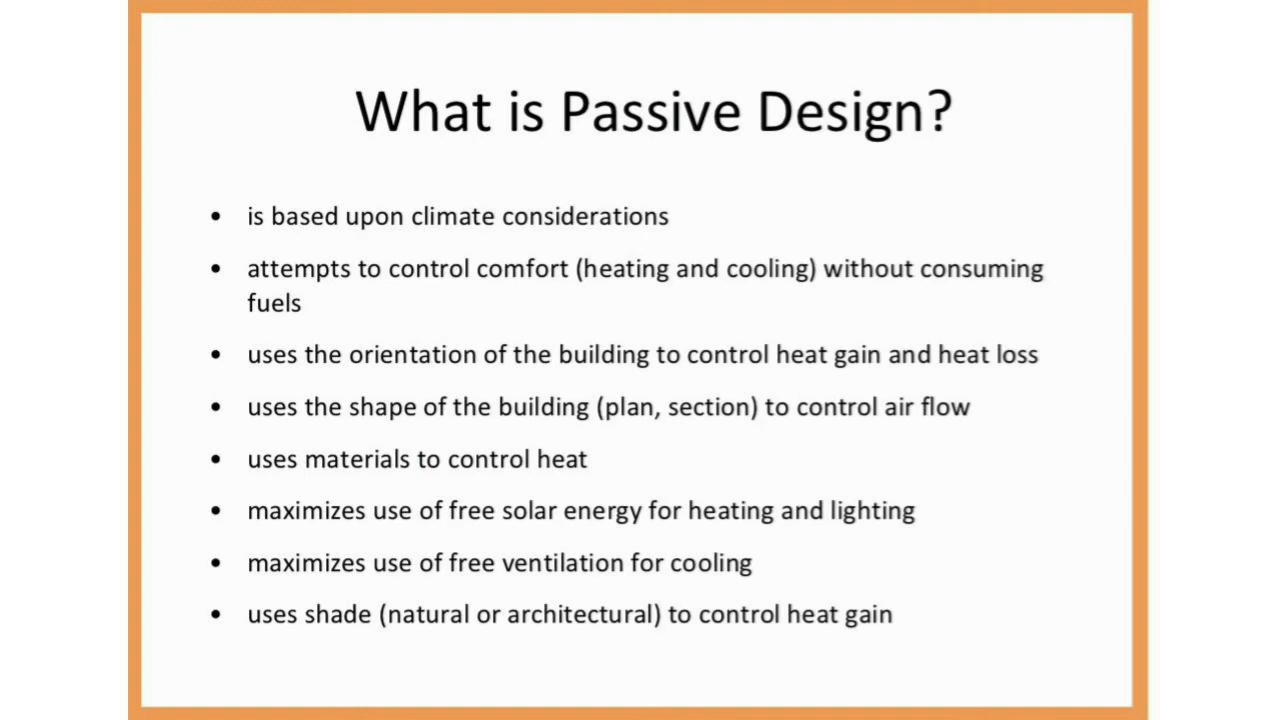 What is Passive Design?
• is based upon climate considerations
• attempts to control comfort (heating and cooling) without consuming
fuels
• uses the orientation of the building to control heat gain and heat loss
• uses the shape of the building (plan, section) to control air flow
• uses materials to control heat
• maximizes use of free solar energy for heating and lighting
• maximizes use of free ventilation for cooling
• uses shade (natural or architectural) to control heat gain